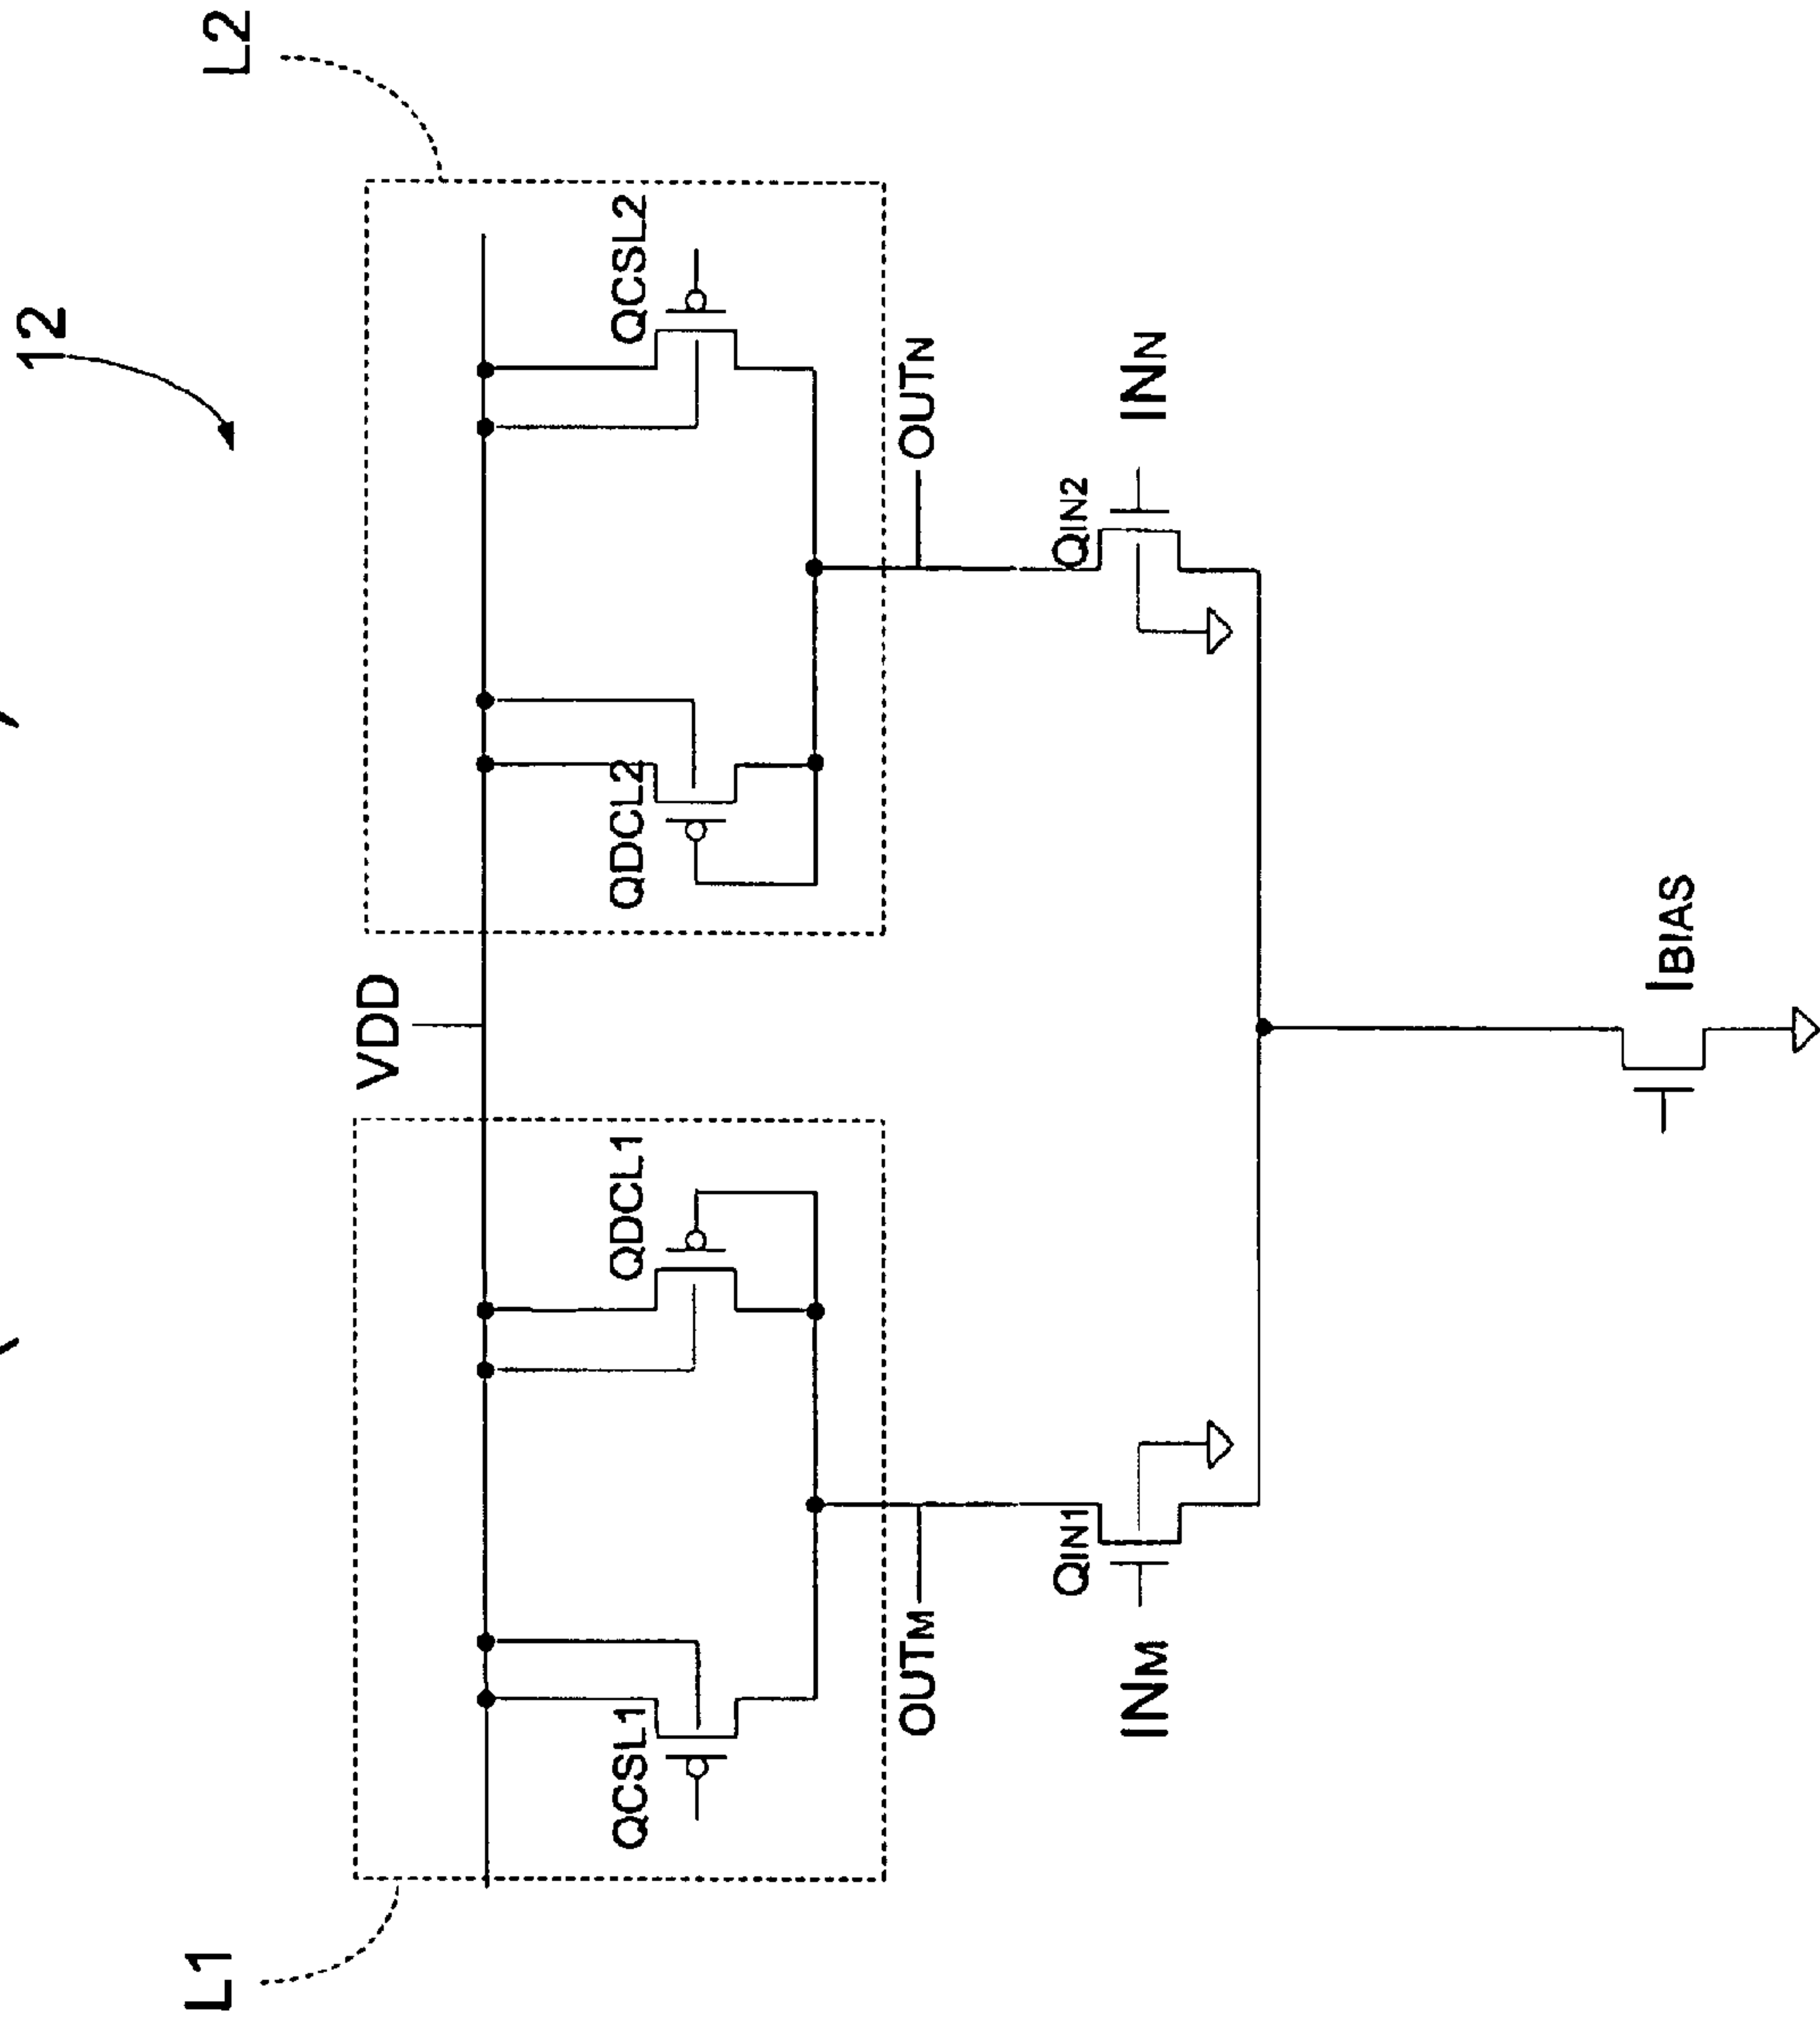 12
L1
L2
VDD
QCSL1
QDCL1
QDCL2
QCSL2
OUTM
OUTN
QIN1
QIN2
INM
INN
IBIAS